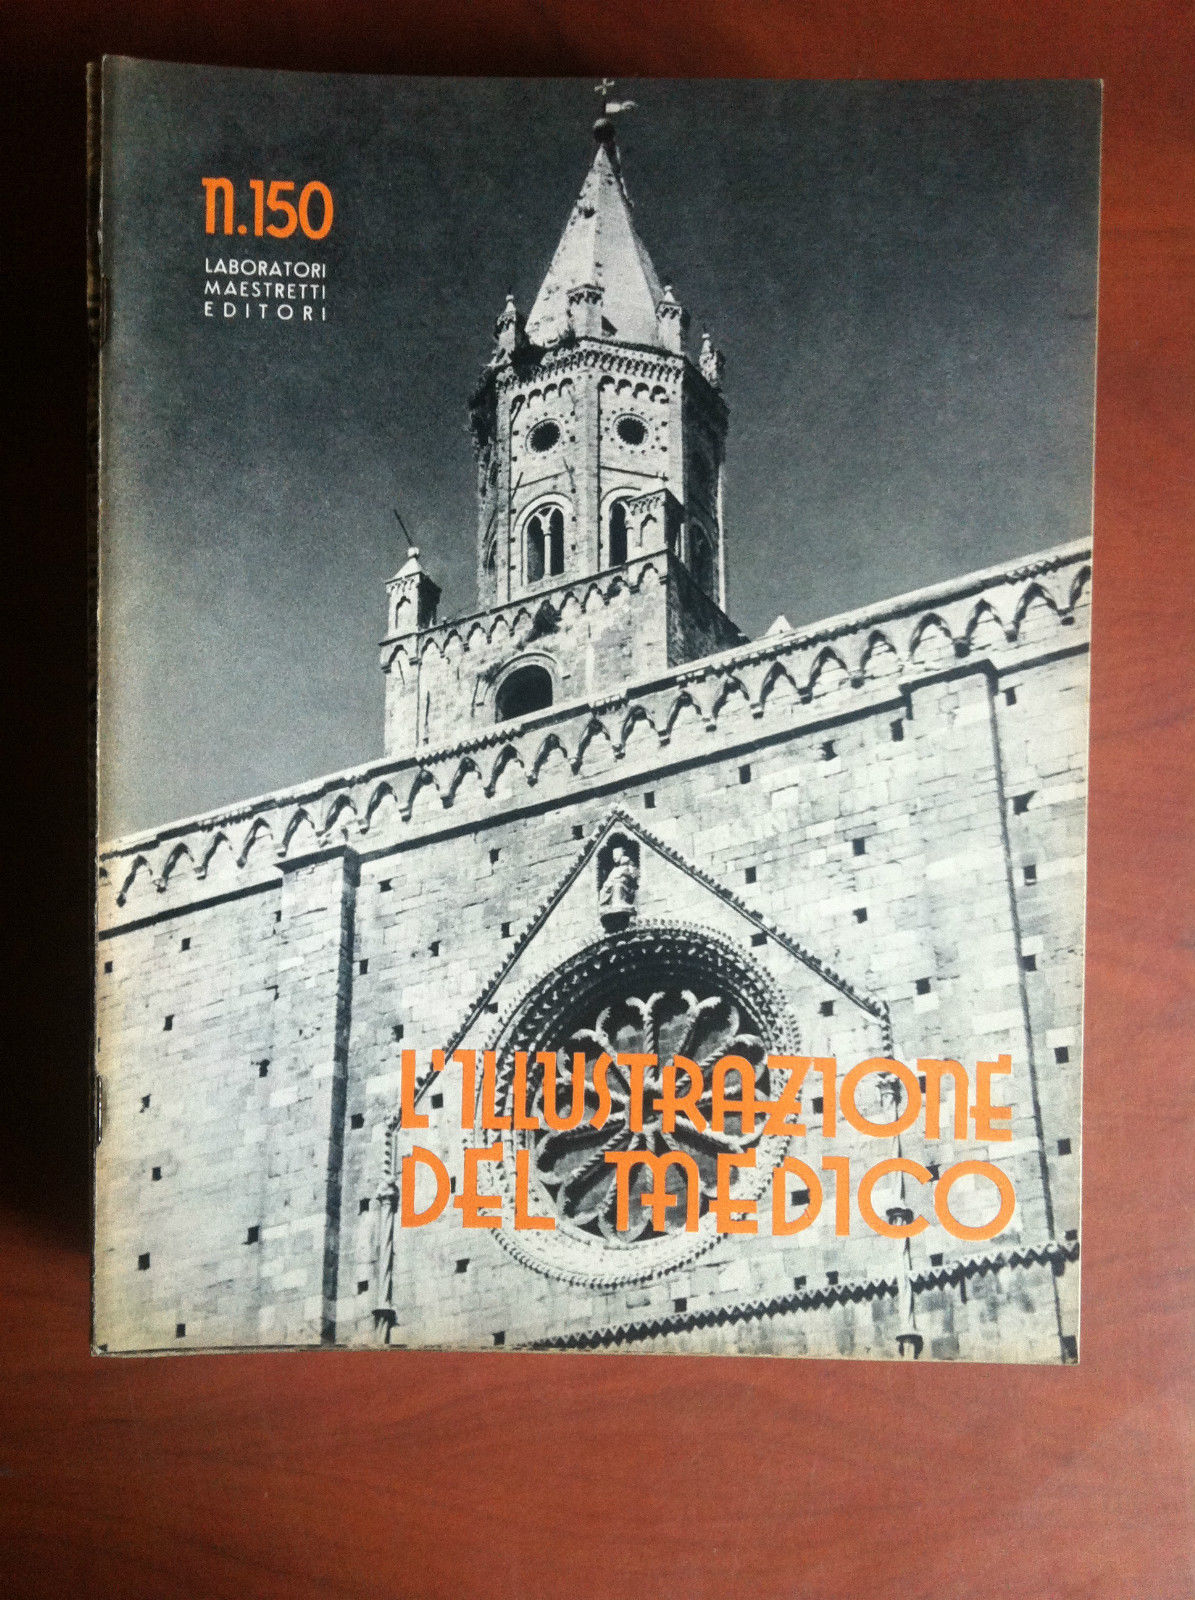 n.150
LABORATORI
MAESTRETTI
EDITORI
L'ILLUSTRAZIONE
DEL MEDICO